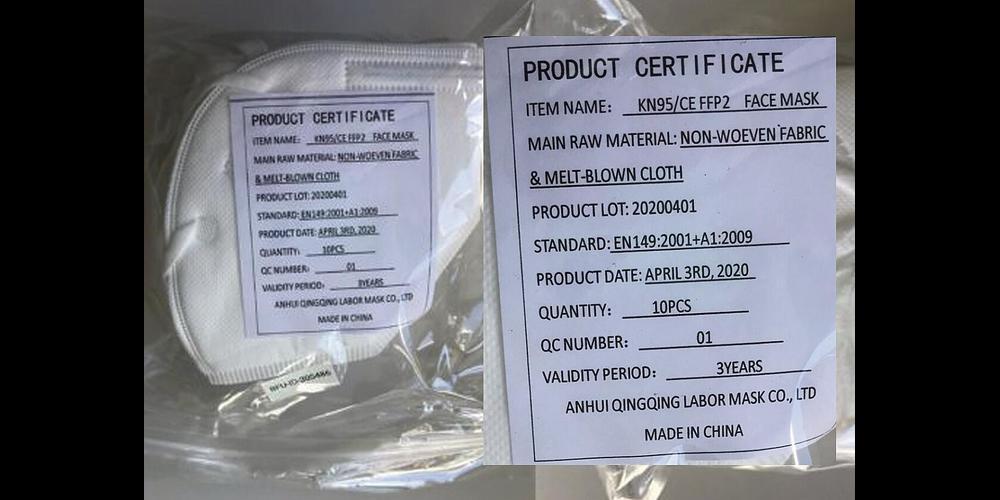 PRODUCT CERTIFICATE
ITEM NAME: KN95/CE FFP2 FACE MASK
MAIN RAW MATERIAL: NON-WOEVEN FABRIC
& MELT-BLOWN CLOTH
PRODUCT LOT: 20200401
STANDARD: EN149:2001+A1:2009
PRODUCT DATE: APRIL 3RD, 2020
QUANTITY: 10PCS
QC NUMBER: 01
VALIDITY PERIOD: 3YEARS
ANHUI QINGQING LABOR MASK CO., LTD
MADE IN CHINA
PRODUCT CERTIFICATE
ITEM NAME: KN95/CE FFP2 FACE MASK
MAIN RAW MATERIAL: NON-WOEVEN FABRIC
& MELT-BLOWN CLOTH
PRODUCT LOT: 20200401
STANDARD: EN149:2001+A1:2009
PRODUCT DATE: APRIL 3RD, 2020
QUANTITY: 10PCS
QC NUMBER: 01
VALIDITY PERIOD: 3YEARS
ANHUI QINGQING LABOR MASK CO., LTD
MADE IN CHINA